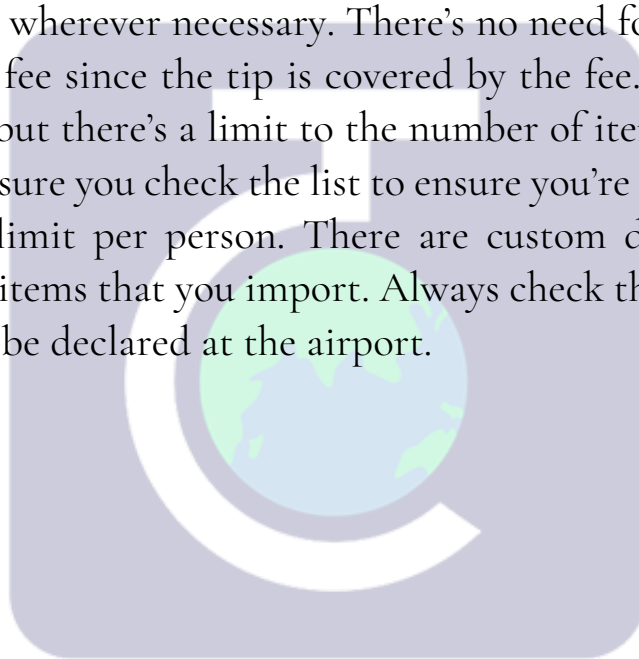 wherever necessary. There’s no need fo
fee since the tip is covered by the fee.
but there’s a limit to the number of ite
sure you check the list to ensure you’re
limit per person. There are custom d
items that you import. Always check th
be declared at the airport.